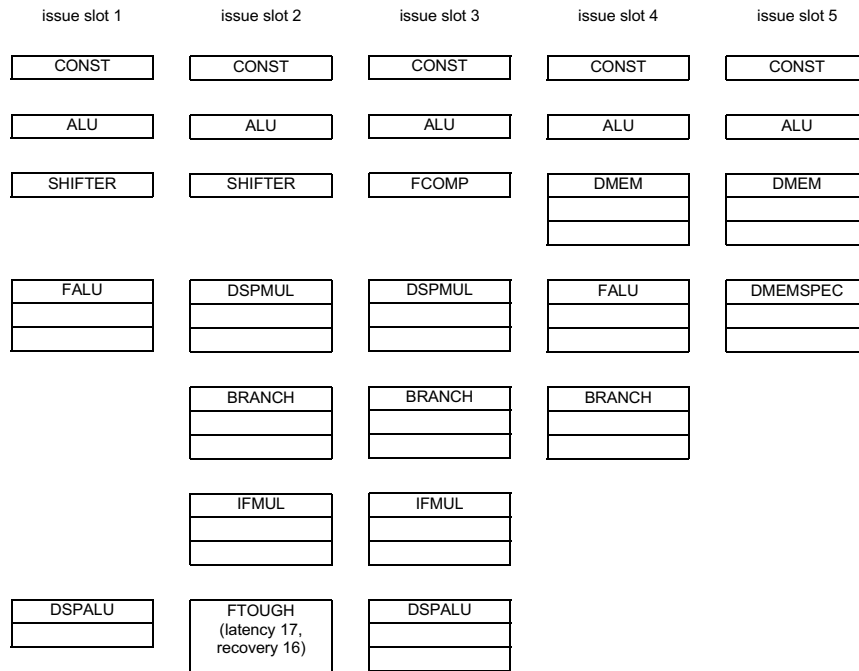 issue slot 1 issue slot 2 issue slot 3 issue slot 4 issue slot 5
CONST CONST CONST CONST CONST
ALU ALU ALU ALU ALU
SHIFTER SHIFTER FCOMP DMEM DMEM
FALU DSPMUL DSPMUL FALU DMEMSPEC
BRANCH BRANCH BRANCH
IFMUL IFMUL
DSPALU FTOUGH DSPALU
(latency 17,
recovery 16)